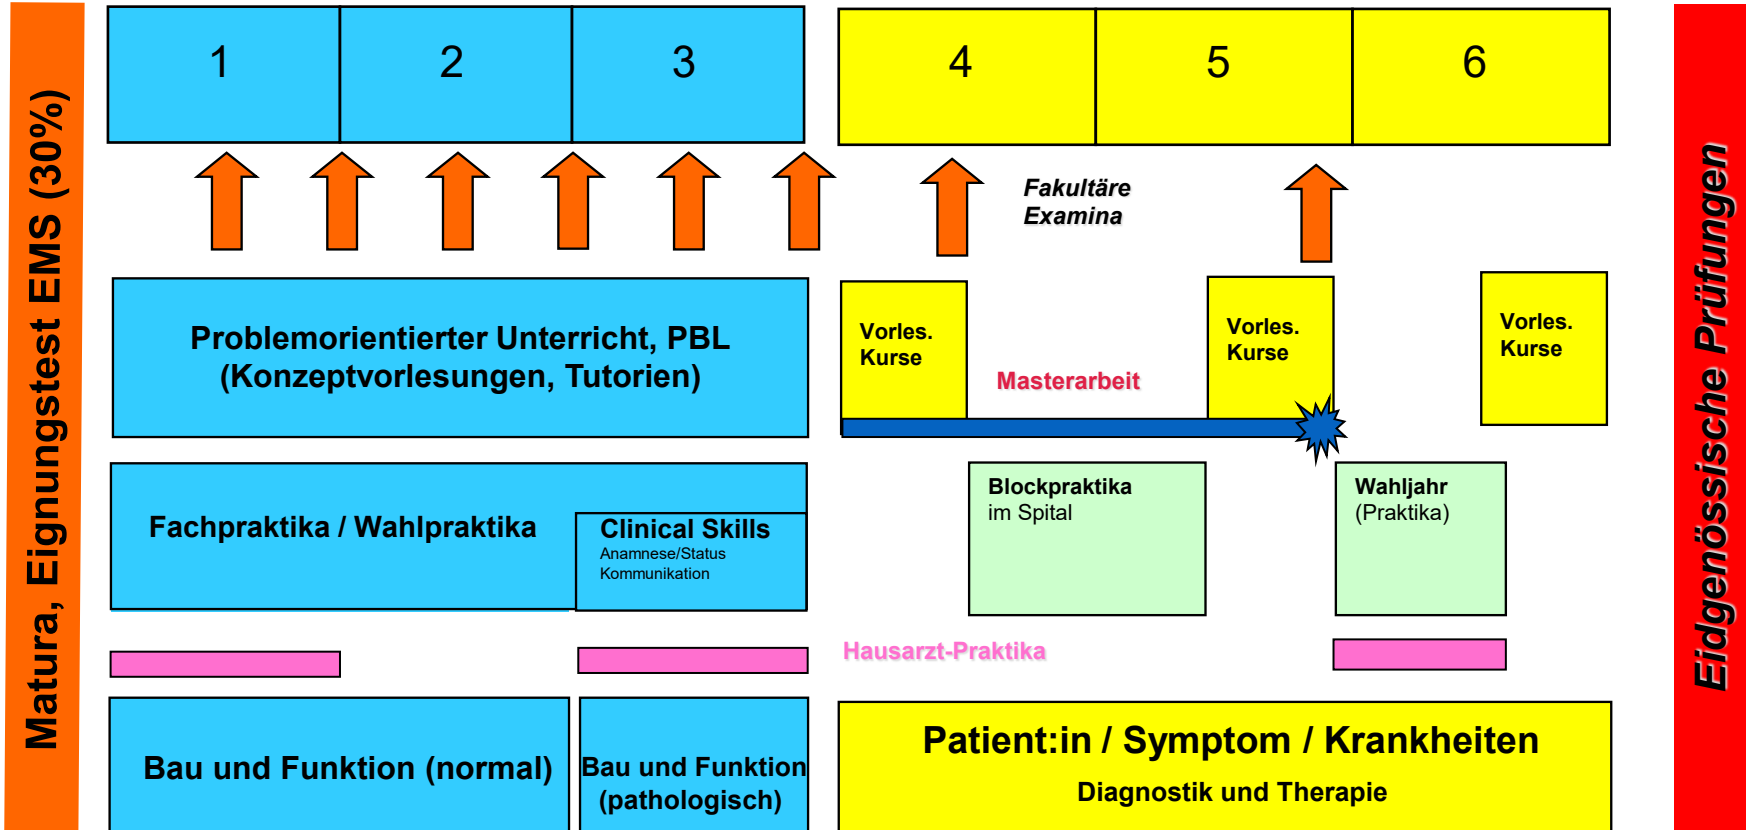 Matura, Eignungstest EMS (30%)
1
2
3
4
5
6
Fakultäre
Examina
Problemorientierter Unterricht, PBL
(Konzeptvorlesungen, Tutorien)
Vorles.
Kurse
Masterarbeit
Vorles.
Kurse
Vorles.
Kurse
Fachpraktika / Wahlpraktika
Clinical Skills
Anamnese/Status
Kommunikation
Blockpraktika
im Spital
Wahljahr
(Praktika)
Hausarzt-Praktika
Bau und Funktion (normal)
Bau und Funktion
(pathologisch)
Patient:in / Symptom / Krankheiten
Diagnostik und Therapie
Eidgenössische Prüfungen